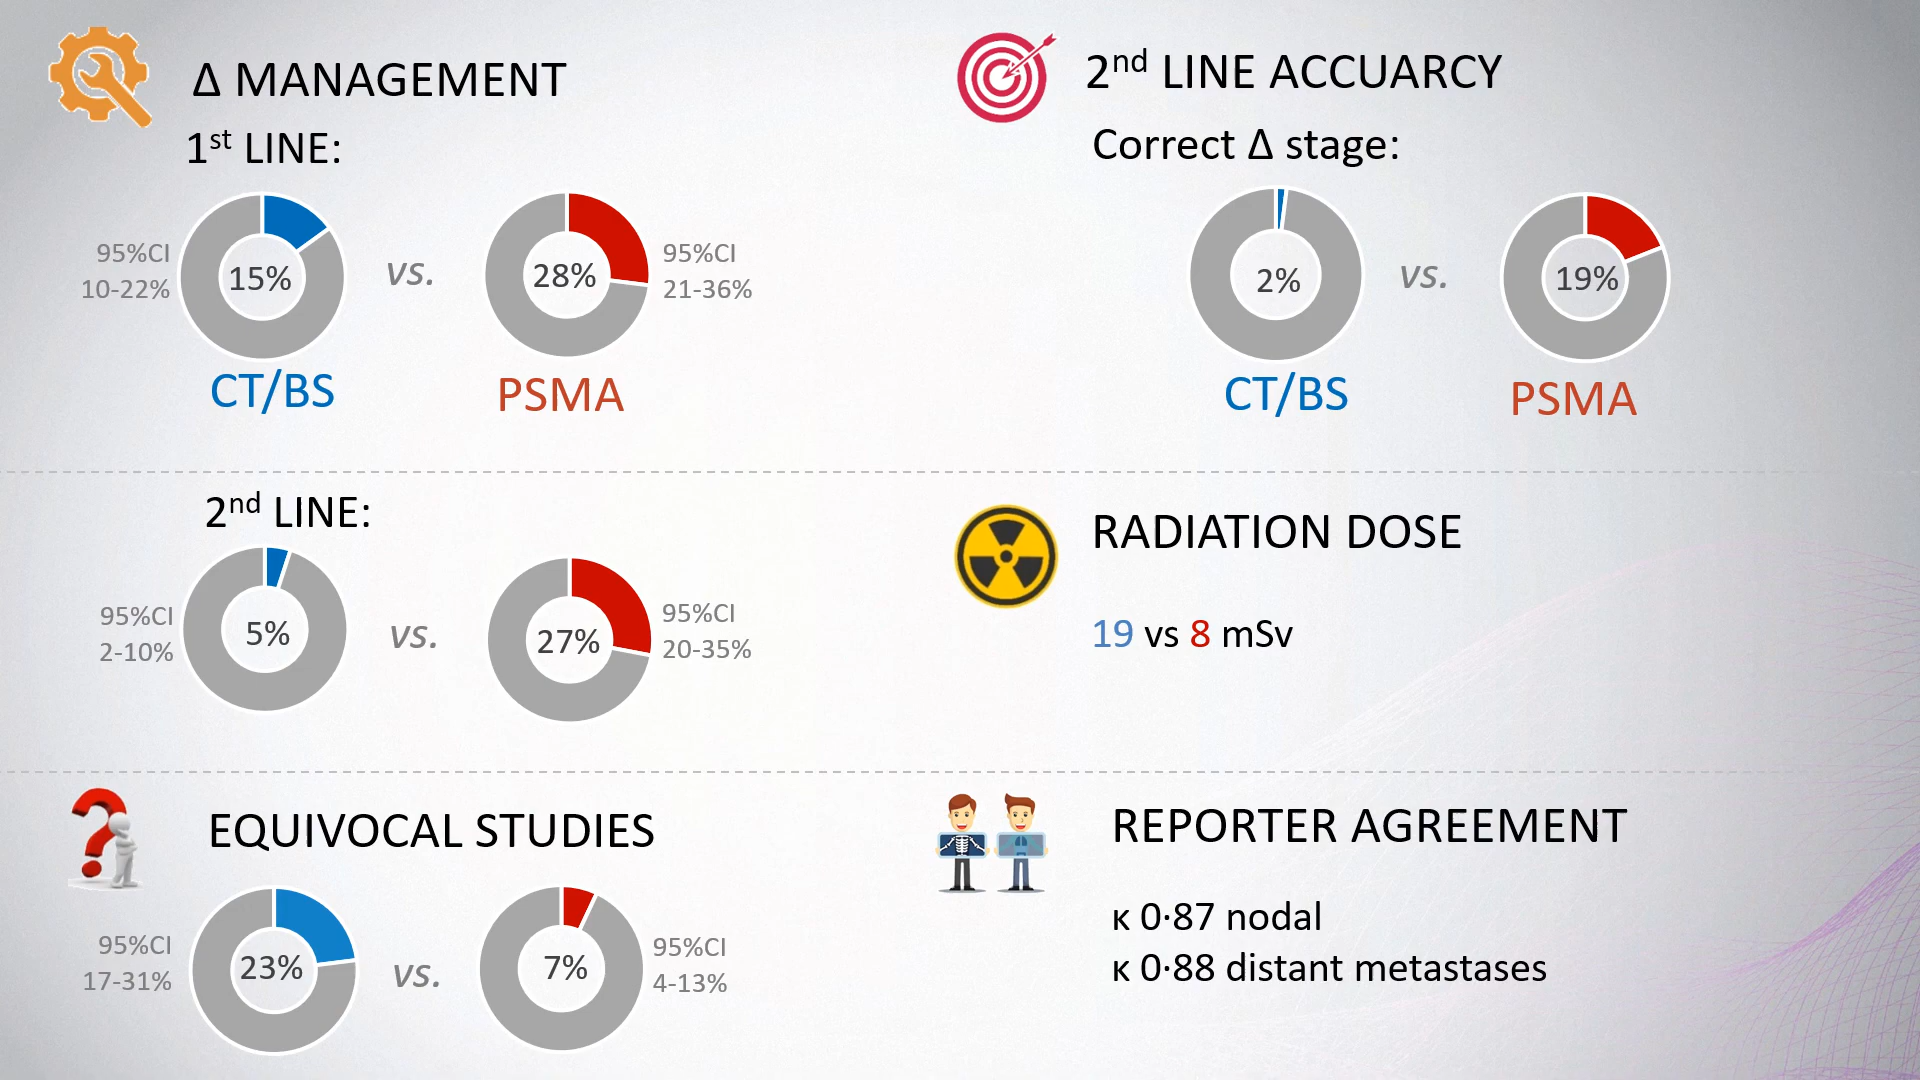 Δ MANAGEMENT
1st LINE:
95%CI
10-22%
15%
vs.
28%
95%CI
21-36%
CT/BS
PSMA
2nd LINE:
95%CI
2-10%
5%
vs.
27%
95%CI
20-35%
EQUIVOCAL STUDIES
95%CI
17-31%
23%
vs.
7%
95%CI
4-13%
2nd LINE ACCUARCY
Correct Δ stage:
2%
vs.
19%
CT/BS
PSMA
RADIATION DOSE
19 vs 8 mSv
REPORTER AGREEMENT
κ 0·87 nodal
κ 0·88 distant metastases